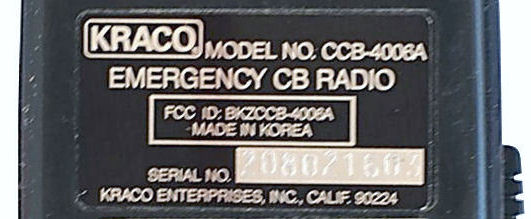 KRACO MODEL NO. CCB-4006A
EMERGENCY CB RADIO
FCC ID: BKZCCB-4006A
MADE IN KOREA
SERIAL NO. 208071503
KRACO ENTERPRISES, INC., CALIF. 90224